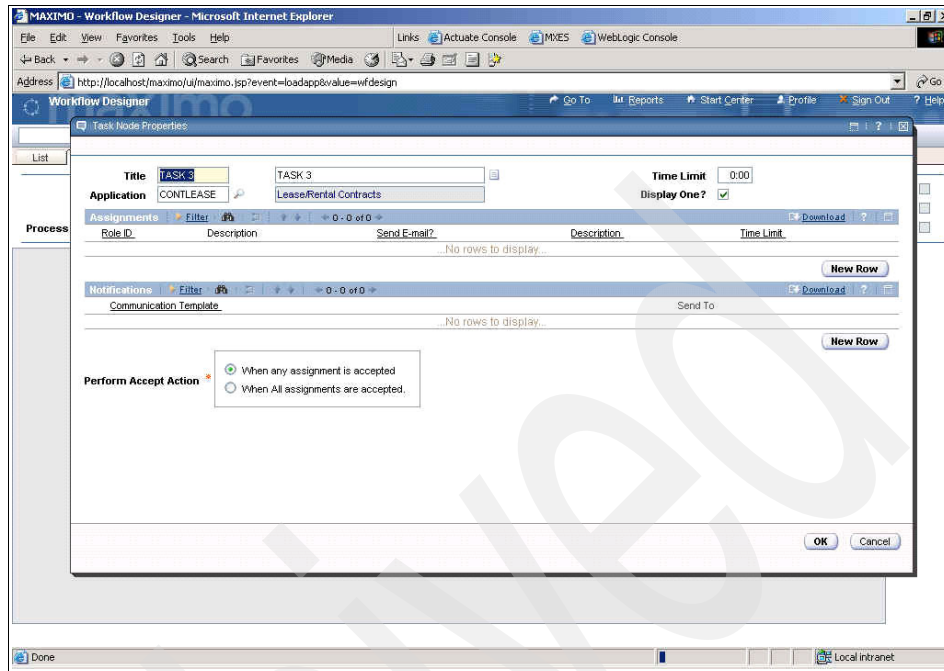 MAXIMO - Workflow Designer - Microsoft Internet Explorer
File Edit View Favorites Tools Help Links Actuate Console MXES WebLogic Console
Back Search Favorites Media
Address http://localhost/maximo/ui/maximo.jsp?event=loadapp&value=wfdesign Go
Workflow Designer maximo Go To Reports Start Center Profile Sign Out ? Help
Task Node Properties ?
List
Title TASK 3 TASK 3 Time Limit 0:00
Application CONTLEASE Lease/Rental Contracts Display One?
Process
Assignments Filter 0 - 0 of 0 Download ?
Role ID Description Send E-mail? Description Time Limit
...No rows to display...
New Row
Notifications Filter 0 - 0 of 0 Download ?
Communication Template Send To
...No rows to display...
New Row
Perform Accept Action *
When any assignment is accepted
When All assignments are accepted.
OK Cancel
Done Local intranet